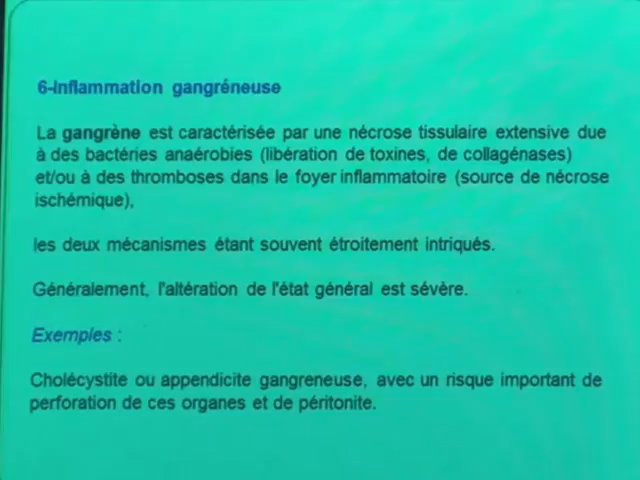 6-Inflammation gangréneuse
La gangrène est caractérisée par une nécrose tissulaire extensive due
à des bactéries anaérobies (libération de toxines, de collagénases)
et/ou à des thromboses dans le foyer inflammatoire (source de nécrose
ischémique),
les deux mécanismes étant souvent étroitement intriqués.
Généralement, l'altération de l'état général est sévère.
Exemples :
Cholécystite ou appendicite gangreneuse, avec un risque important de
perforation de ces organes et de péritonite.